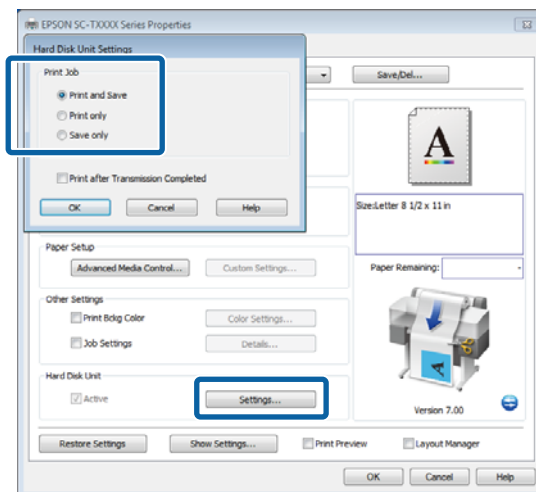 EPSON SC-TXXXX Series Properties
Hard Disk Unit Settings
Print Job
Print and Save
Print only
Save only
Print after Transmission Completed
OK Cancel Help
Save/Del...
A
Size:Letter 8 1/2 x 11 in
Paper Setup
Advanced Media Control... Custom Settings...
Paper Remaining:
Other Settings
Print Bckg Color Color Settings...
Job Settings Details...
Hard Disk Unit
Active Settings...
A
Version 7.00
Restore Settings Show Settings... Print Preview Layout Manager
OK Cancel Help